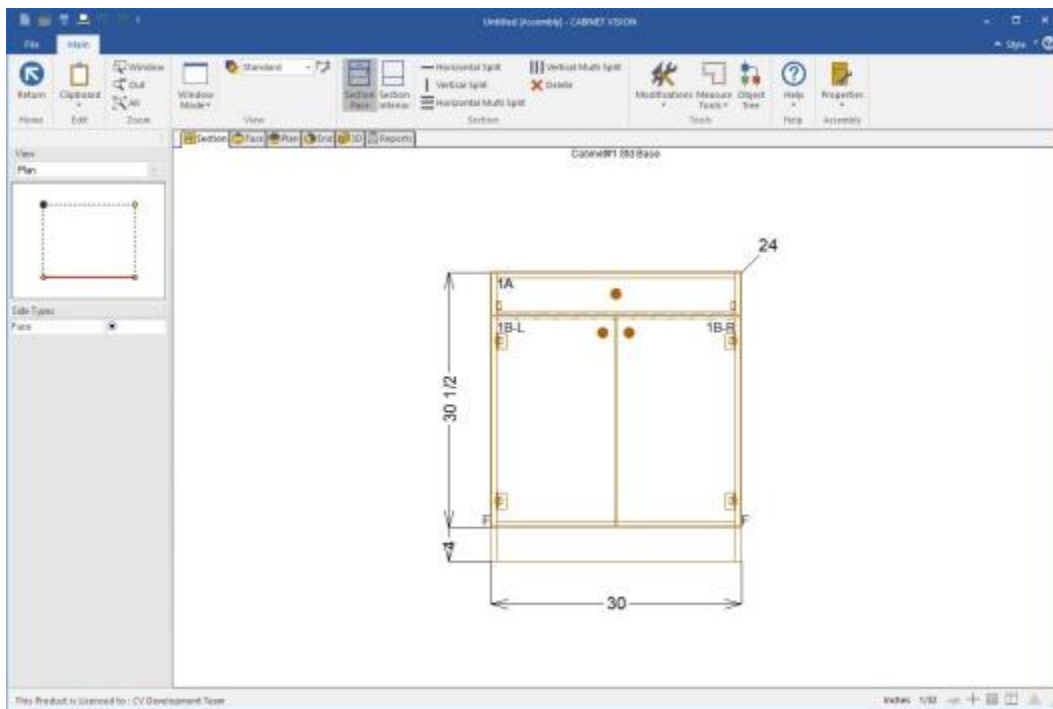 Untitled (Assembly) - CABINET VISION
File Main
Style
Return
Clipboard
Window
Out
All
Window Mode
Standard
Section Face
Section Interior
Horizontal Split
Vertical Split
Horizontal Multi Split
Vertical Multi Split
Delete
Modifications
Measure Tools
Object Tree
Help
Properties
Home Edit Zoom View Section Tools Help Assembly
Section Face Plan End 3D Reports
View
Plan
Side Types
Face
Cabinet#1 Std Base
24
1A
1B-L 1B-R
30 1/2
F F
4
30
This Product is Licensed to : CV Development Team
Inches 1/32